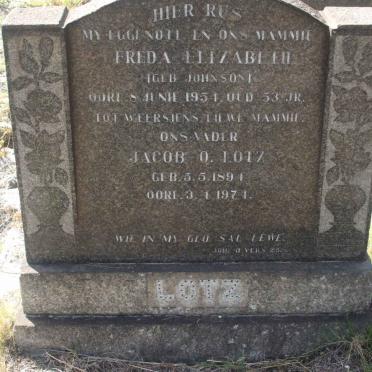 HIER RUS
MY EGGENOTE EN ONS MAMMIE
FREDA ELIZABETH
(GEB JOHNSON)
OORL. 8 JUNIE 1954, OUD 53 JR.
TOT WEERSIENS, LIEWE MAMMIE.
ONS VADER
JACOB O. LOTZ
GEB. 5.5.1894
OORL. 3.4.1974.
WIE IN MY GLO SAL LEWE.
VERS 25
LOTZ